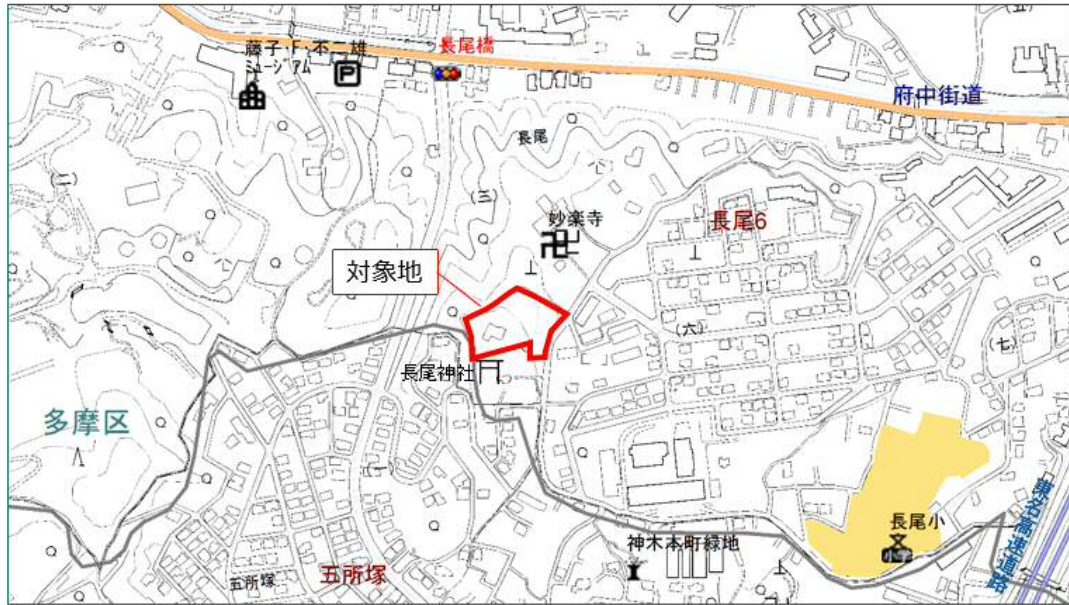 藤子・F・不二雄
ミュージアム
P
長尾橋
府中街道
長尾
(三)
妙楽寺
長尾6
対象地
(六)
(七)
長尾神社
多摩区
長尾小
小学
東名高速道路
神木本町緑地
五所塚
五所塚